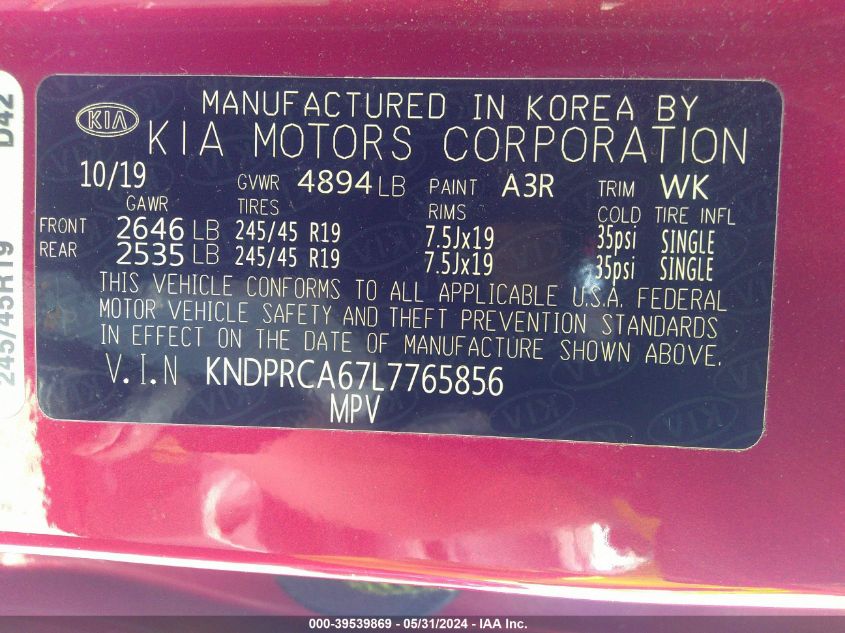 245/45R19 D42
KIA
MANUFACTURED IN KOREA BY
KIA MOTORS CORPORATION
10/19 GVWR 4894 LB PAINT A3R TRIM WK
GAWR TIRES RIMS COLD TIRE INFL
FRONT 2646 LB 245/45 R19 7.5Jx19 35psi SINGLE
REAR 2535 LB 245/45 R19 7.5Jx19 35psi SINGLE
THIS VEHICLE CONFORMS TO ALL APPLICABLE U.S.A. FEDERAL
MOTOR VEHICLE SAFETY AND THEFT PREVENTION STANDARDS
IN EFFECT ON THE DATE OF MANUFACTURE SHOWN ABOVE.
V.I.N KNDPRCA67L7765856
MPV
000-39539869 - 05/31/2024 - IAA Inc.